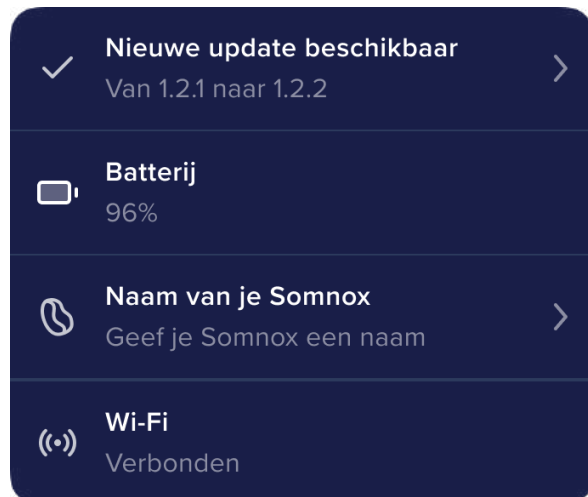 Nieuwe update beschikbaar
Van 1.2.1 naar 1.2.2
Batterij
96%
Naam van je Somnox
Geef je Somnox een naam
Wi-Fi
Verbonden